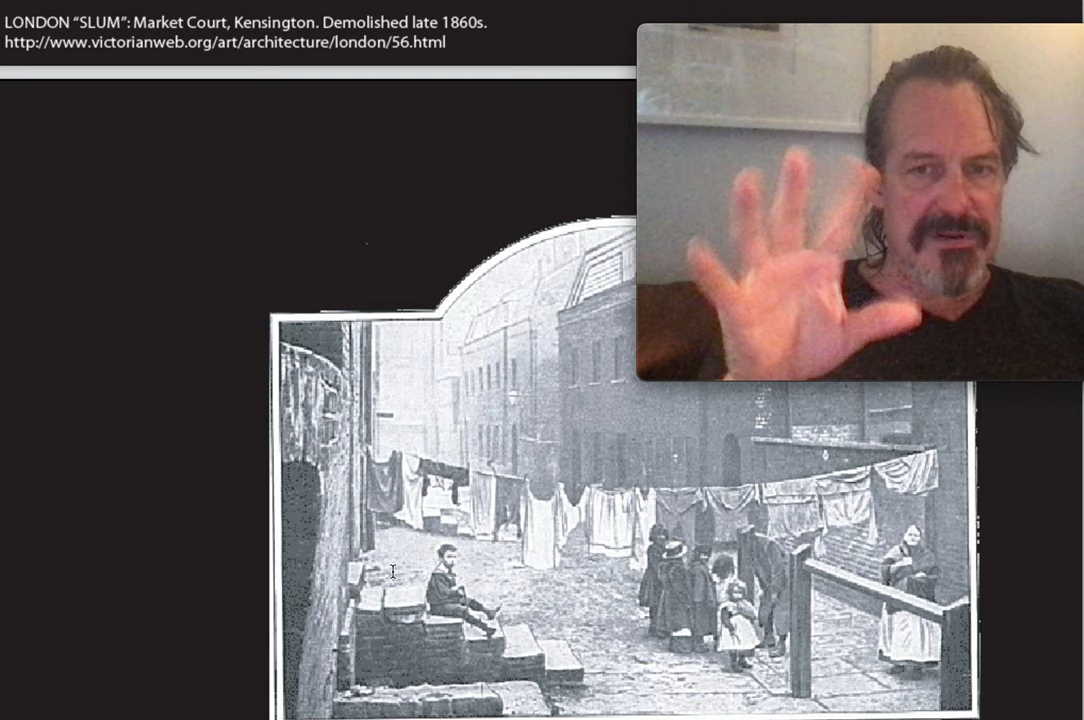 LONDON “SLUM”: Market Court, Kensington. Demolished late 1860s.
http://www.victorianweb.org/art/architecture/london/56.html